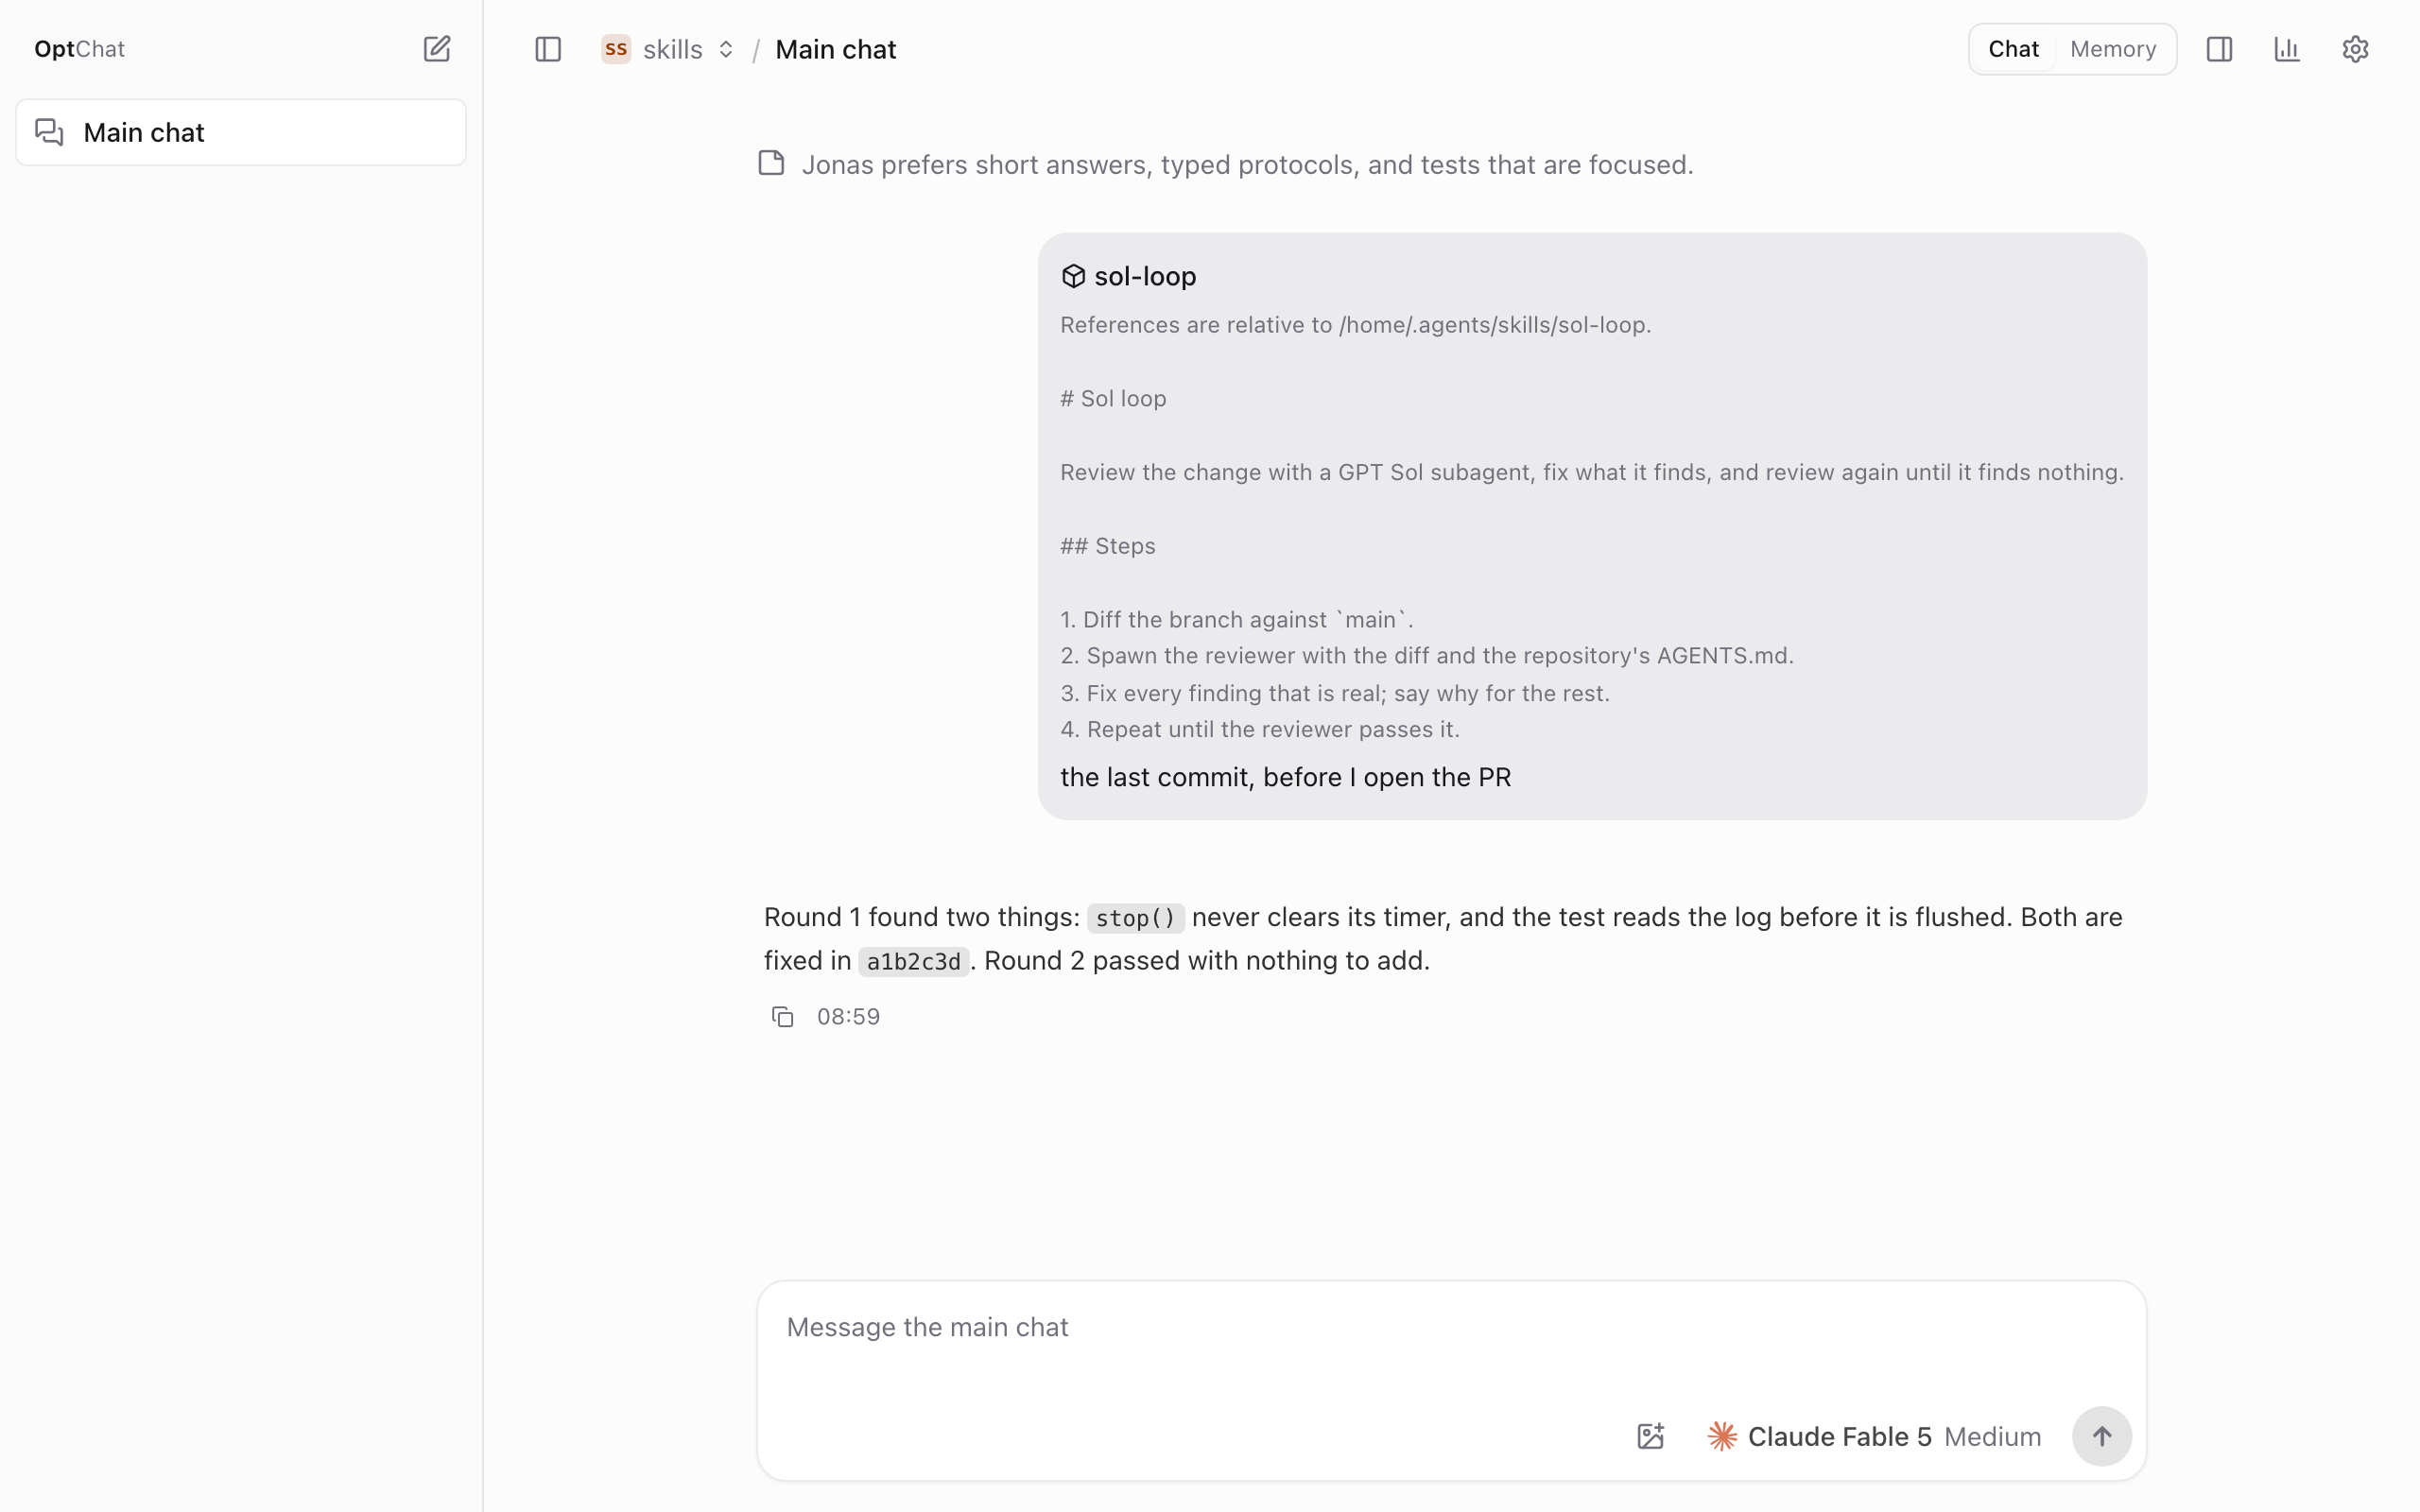 OptChat
SS skills / Main chat
Chat Memory
Main chat
Jonas prefers short answers, typed protocols, and tests that are focused.
sol-loop
References are relative to /home/.agents/skills/sol-loop.
# Sol loop
Review the change with a GPT Sol subagent, fix what it finds, and review again until it finds nothing.
## Steps
1. Diff the branch against `main`.
2. Spawn the reviewer with the diff and the repository's AGENTS.md.
3. Fix every finding that is real; say why for the rest.
4. Repeat until the reviewer passes it.
the last commit, before I open the PR
Round 1 found two things: stop() never clears its timer, and the test reads the log before it is flushed. Both are
fixed in a1b2c3d. Round 2 passed with nothing to add.
08:59
Message the main chat
Claude Fable 5 Medium